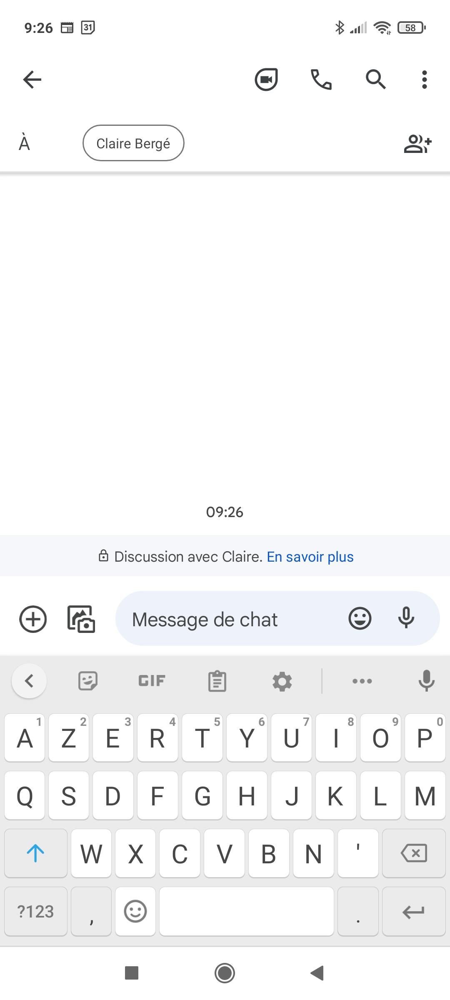 9:26 31 58
À Claire Bergé
09:26
Discussion avec Claire. En savoir plus
Message de chat
GIF
A 1 Z 2 E 3 R 4 T 5 Y 6 U 7 I 8 O 9 P 0
Q S D F G H J K L M
W X C V B N '
?123 , .